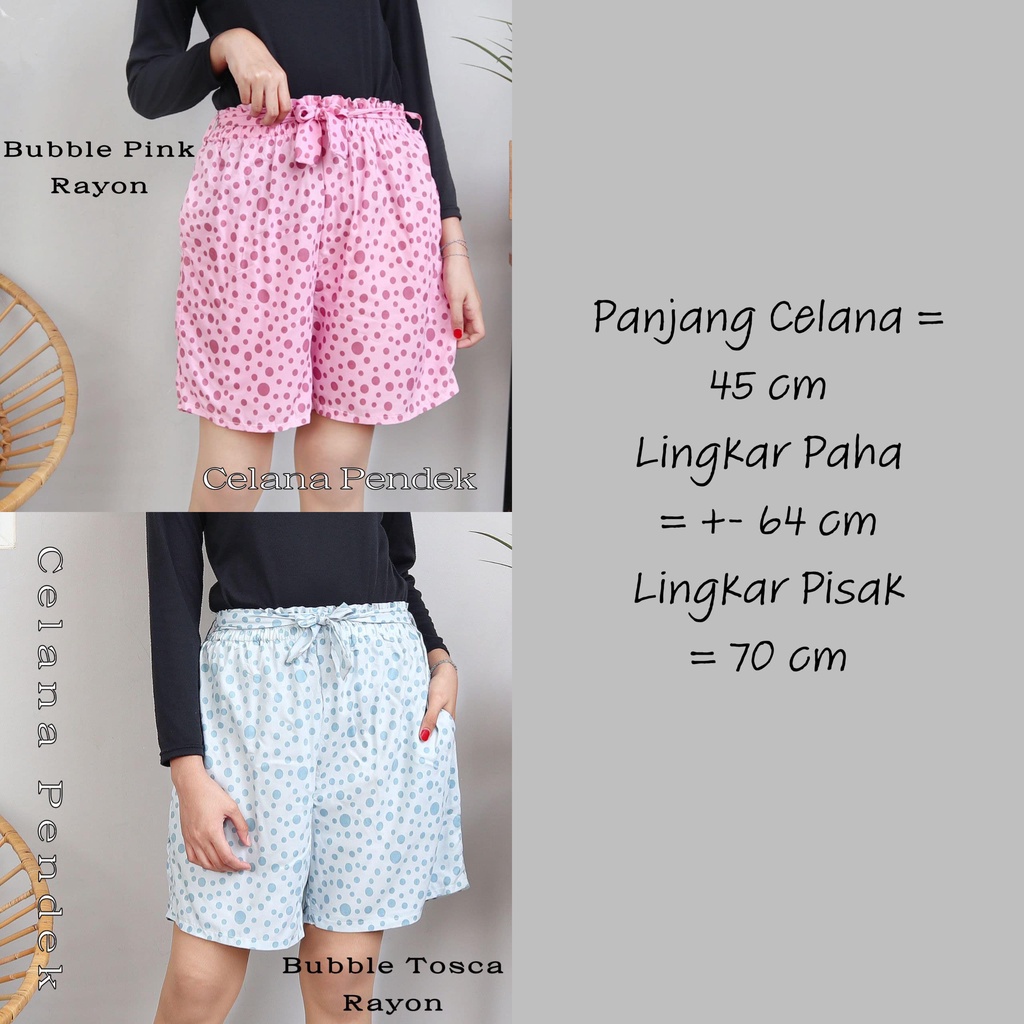 Bubble Pink
Rayon
Celana Pendek
Celana Pendek
Bubble Tosca
Rayon
Panjang Celana =
45 cm
Lingkar Paha
= +- 64 cm
Lingkar Pisak
= 70 cm